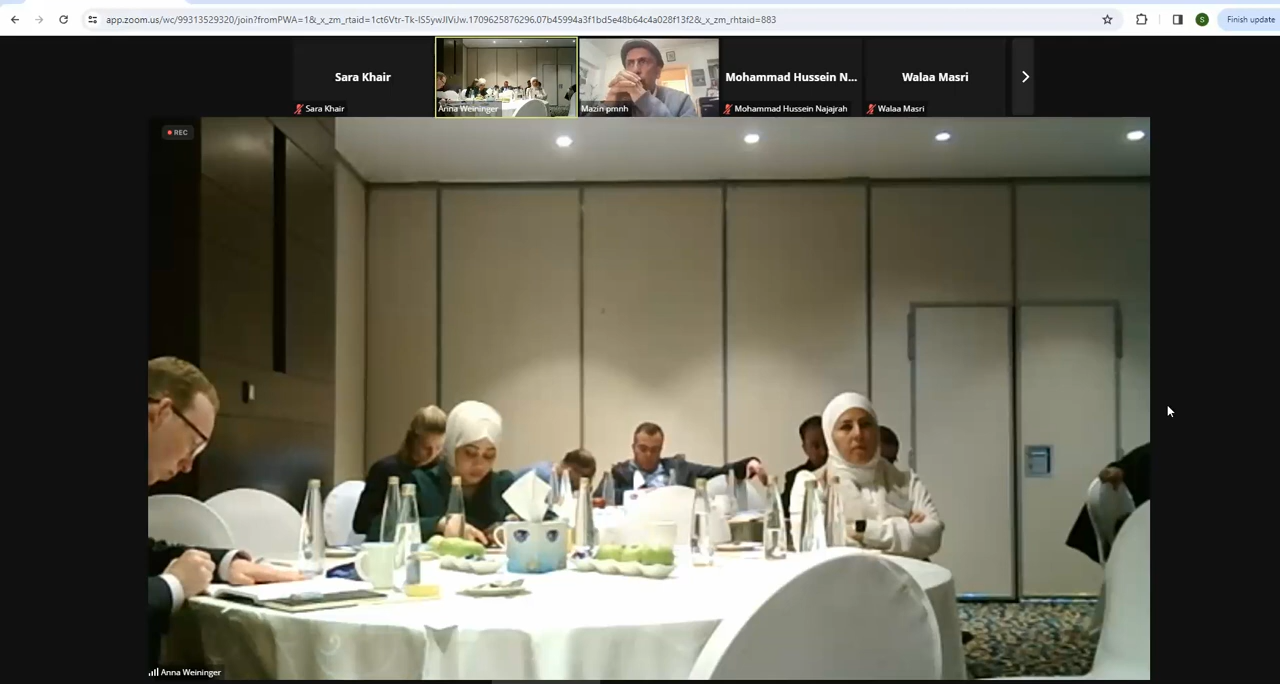 app.zoom.us/wc/99313529320/join?fromPWA=1&_x_zm_rtaid=1ct6Vtr-Tk-IS5ywJlViJw.1709625876296.07b45994a3f1bd5e48b64c4a028f13f2&_x_zm_rhtaid=883
S
Finish update
Sara Khair
Mohammad Hussein N...
Walaa Masri
Sara Khair
Anna Weininger
Mazin pmnh
Mohammad Hussein Najajrah
Walaa Masri
REC
Anna Weininger